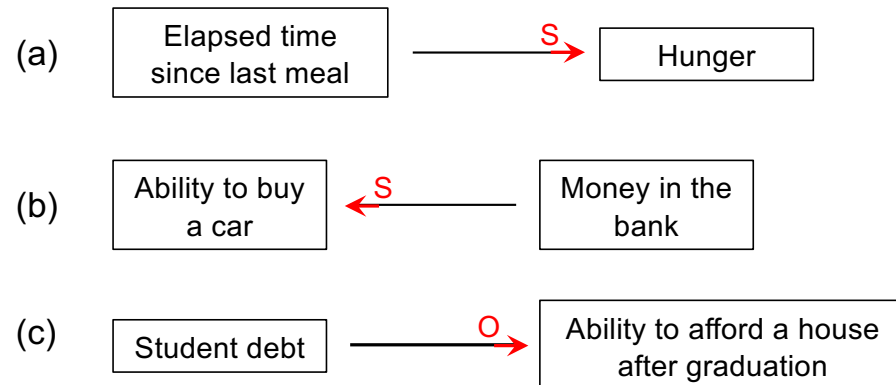 (a)
Elapsed time
since last meal
S
Hunger
(b)
Ability to buy
a car
S
Money in the
bank
(c)
Student debt
O
Ability to afford a house
after graduation